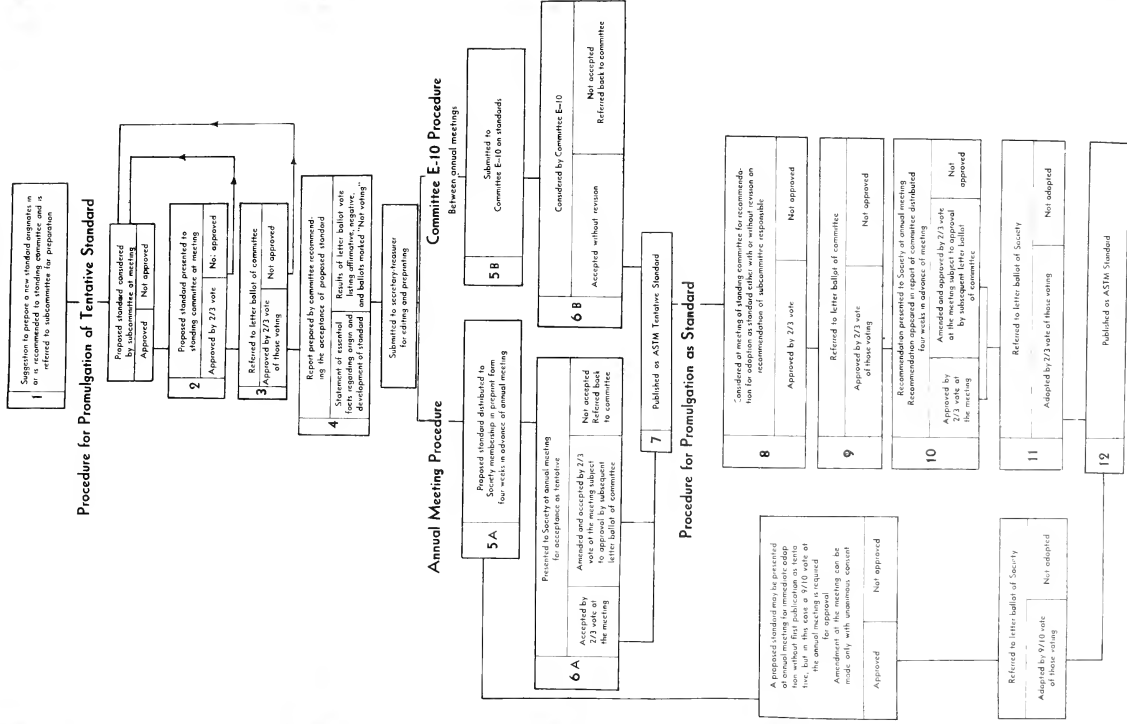 1
Suggestion to prepare a new standard originates in
or is recommended to standing committee and is
referred to subcommittee for preparation
Procedure for Promulgation of Tentative Standard
Proposed standard considered
by subcommittee at meeting
Approved
Not approved
2
Proposed standard presented to
standing committee at meeting
Approved by 2/3 vote
No: approved
3
Referred to letter ballot of committee
Approved by 2/3 vote
of those voting
Not approved
4
Report prepared by committee recommend-
ing the acceptance of proposed standard
Statement of essential
facts regarding origin and
development of standard
Results of letter ballot vote
listing affirmative, negative,
and ballots marked "Not voting"
Submitted to secretary-treasurer
for editing and preprinting
Annual Meeting Procedure
Committee E-10 Procedure
Between annual meetings
5A
Proposed standard distributed to
Society membership in preprint form
four weeks in advance of annual meeting
5B
Submitted to
Committee E-10 on standards
6A
Presented to Society at annual meeting
for acceptance as tentative
Accepted by
2/3 vote at
the meeting
Amended and accepted by 2/3
vote at the meeting subject
to approval by subsequent
letter ballot of committee
Not accepted
Referred back
to committee
6B
Considered by Committee E-10
Accepted without revision
Not accepted
Referred back to committee
7
Published as ASTM Tentative Standard
Procedure for Promulgation as Standard
8
Considered at meeting of standing committee for recommenda-
tion for adoption as standard either with or without revision on
recommendation of subcommittee responsible
Approved by 2/3 vote
Not approved
9
Referred to letter ballot of committee
Approved by 2/3 vote
of those voting
Not approved
10
Recommendation presented to Society at annual meeting
Recommendation appeared in report of committee distributed
four weeks in advance of meeting
Approved by
2/3 vote at
the meeting
Amended and approved by 2/3 vote
at the meeting subject to approval
by subsequent letter ballot
of committee
Not
approved
11
Referred to letter ballot of Society
Adopted by 2/3 vote of those voting
Not adopted
12
Published as ASTM Standard
A proposed standard may be presented
at annual meeting for immediate adop
tion without first publication as tenta
tive, but in this case a 9/10 vote at
the annual meeting is required
for approval
Amendment at the meeting can be
made only with unanimous consent
Approved
Not approved
Referred to letter ballot of Society
Adopted by 9/10 vote
of those voting
Not adopted